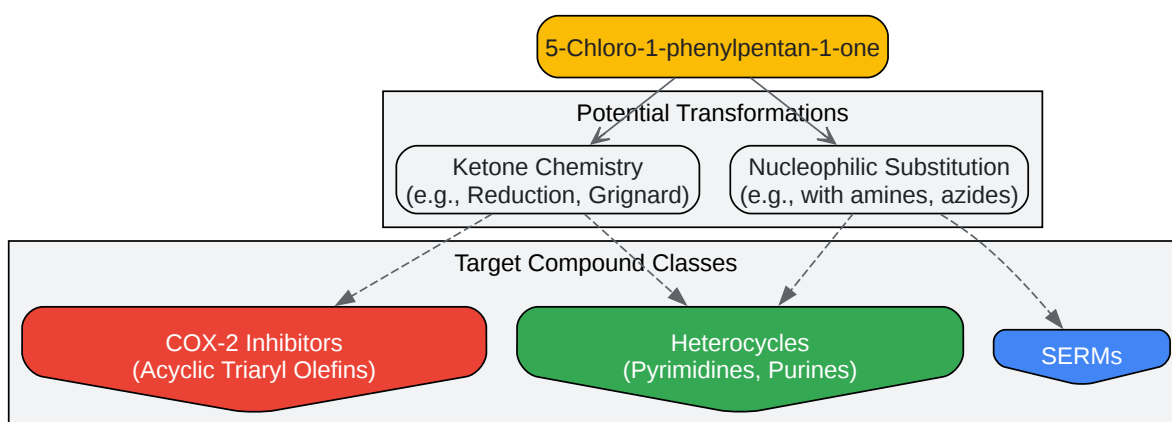 5-Chloro-1-phenylpentan-1-one
Potential Transformations
Ketone Chemistry
(e.g., Reduction, Grignard)
Nucleophilic Substitution
(e.g., with amines, azides)
Target Compound Classes
COX-2 Inhibitors
(Acyclic Triaryl Olefins)
Heterocycles
(Pyrimidines, Purines)
SERMs